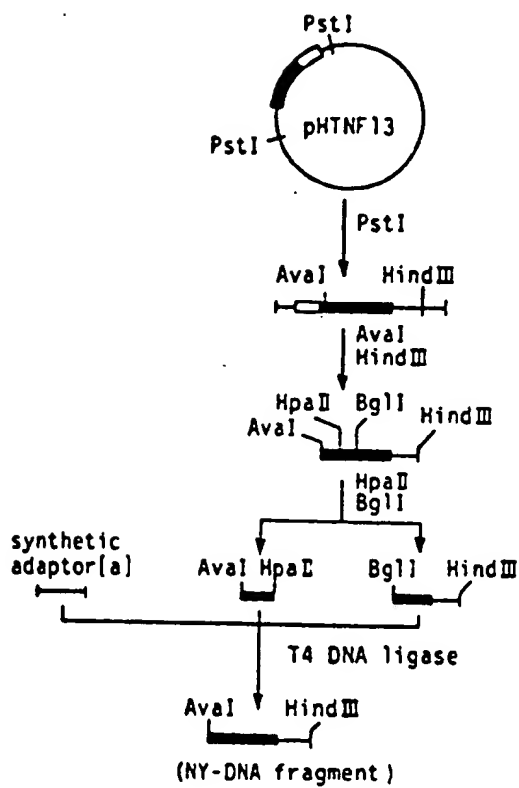 PstI
pHTNF13
PstI
PstI
AvaI HindⅢ
AvaI
HindⅢ
HpaⅡ BglI
AvaI HindⅢ
HpaⅡ
BglI
synthetic
adaptor[a]
AvaI HpaⅡ BglI HindⅢ
T4 DNA ligase
AvaI HindⅢ
(NY-DNA fragment)